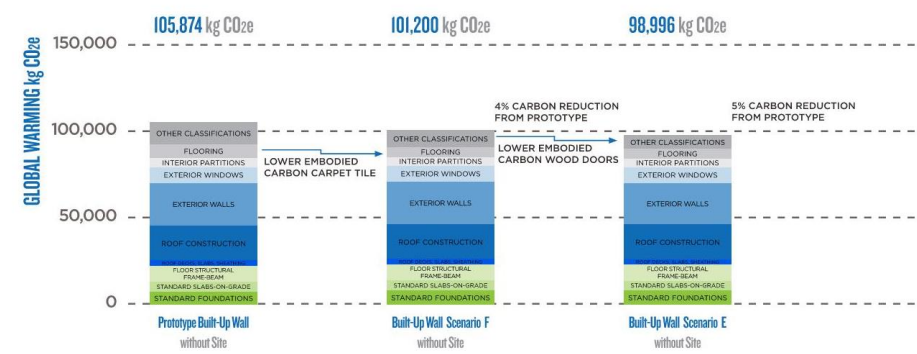 105,874 kg CO2e
101,200 kg CO2e
98,996 kg CO2e
GLOBAL WARMING kg CO2e
150,000
100,000
50,000
0
4% CARBON REDUCTION
FROM PROTOTYPE
5% CARBON REDUCTION
FROM PROTOTYPE
OTHER CLASSIFICATIONS
FLOORING
INTERIOR PARTITIONS
EXTERIOR WINDOWS
EXTERIOR WALLS
ROOF CONSTRUCTION
FLOOR STRUCTURAL
FRAME-BEAM
STANDARD SLABS-ON-GRADE
STANDARD FOUNDATIONS
LOWER EMBODIED
CARBON CARPET TILE
OTHER CLASSIFICATIONS
FLOORING
INTERIOR PARTITIONS
EXTERIOR WINDOWS
EXTERIOR WALLS
ROOF CONSTRUCTION
FLOOR STRUCTURAL
FRAME-BEAM
STANDARD SLABS-ON-GRADE
STANDARD FOUNDATIONS
LOWER EMBODIED
CARBON WOOD DOORS
OTHER CLASSIFICATIONS
FLOORING
INTERIOR PARTITIONS
EXTERIOR WINDOWS
EXTERIOR WALLS
ROOF CONSTRUCTION
FLOOR STRUCTURAL
FRAME-BEAM
STANDARD SLABS-ON-GRADE
STANDARD FOUNDATIONS
Prototype Built-Up Wall
without Site
Built-Up Wall Scenario F
without Site
Built-Up Wall Scenario E
without Site